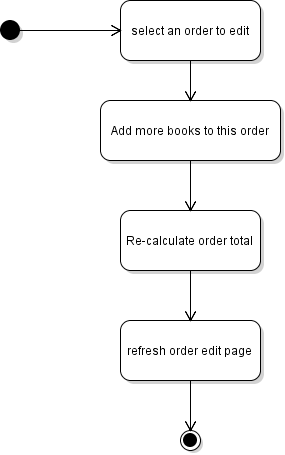 select an order to edit
Add more books to this order
Re-calculate order total
refresh order edit page